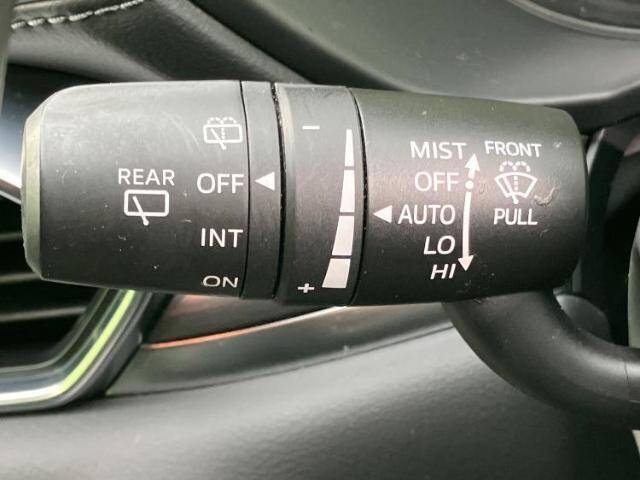 REAR
OFF
INT
ON
−
+
MIST
OFF
AUTO
LO
HI
FRONT
PULL